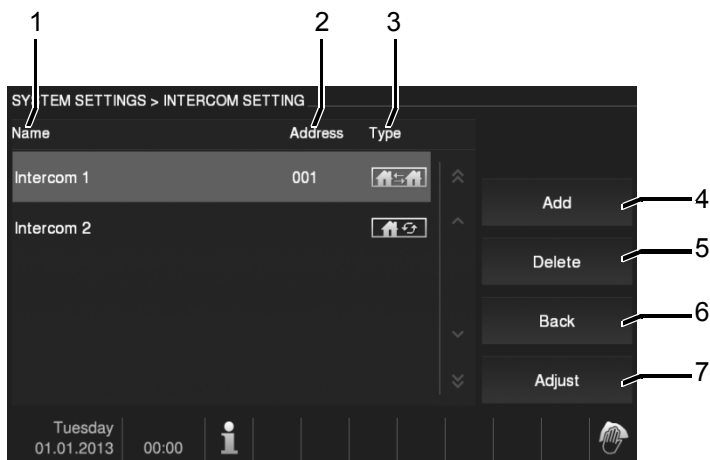 1 2 3
SYSTEM SETTINGS > INTERCOM SETTING
Name Address Type
Intercom 1 001
Add 4
Intercom 2
Delete 5
Back 6
Adjust 7
Tuesday
01.01.2013 00:00 i